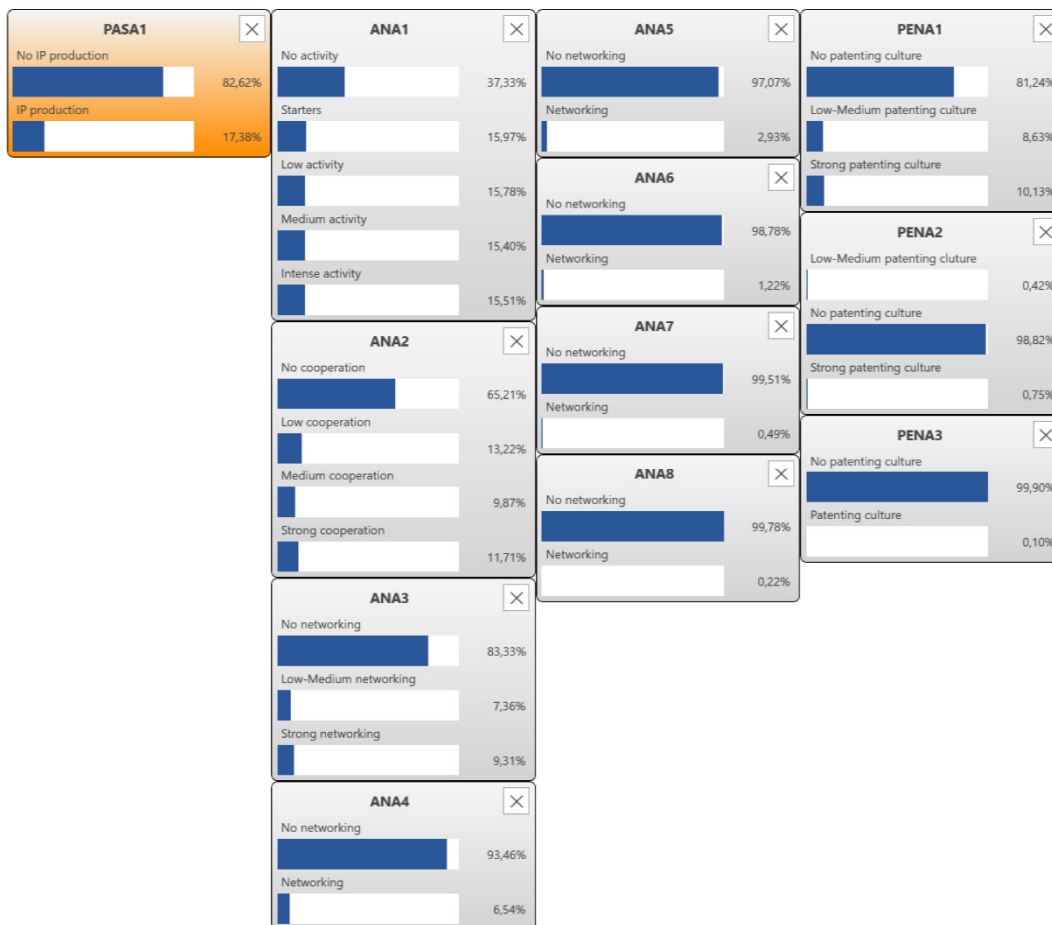 PASA1
No IP production
82,62%
IP production
17,38%
ANA1
No activity
37,33%
Starters
15,97%
Low activity
15,78%
Medium activity
15,40%
Intense activity
15,51%
ANA2
No cooperation
65,21%
Low cooperation
13,22%
Medium cooperation
9,87%
Strong cooperation
11,71%
ANA3
No networking
83,33%
Low-Medium networking
7,36%
Strong networking
9,31%
ANA4
No networking
93,46%
Networking
6,54%
ANA5
No networking
97,07%
Networking
2,93%
ANA6
No networking
98,78%
Networking
1,22%
ANA7
No networking
99,51%
Networking
0,49%
ANA8
No networking
99,78%
Networking
0,22%
PENA1
No patenting culture
81,24%
Low-Medium patenting culture
8,63%
Strong patenting culture
10,13%
PENA2
Low-Medium patenting cluture
0,42%
No patenting culture
98,82%
Strong patenting culture
0,75%
PENA3
No patenting culture
99,90%
Patenting culture
0,10%